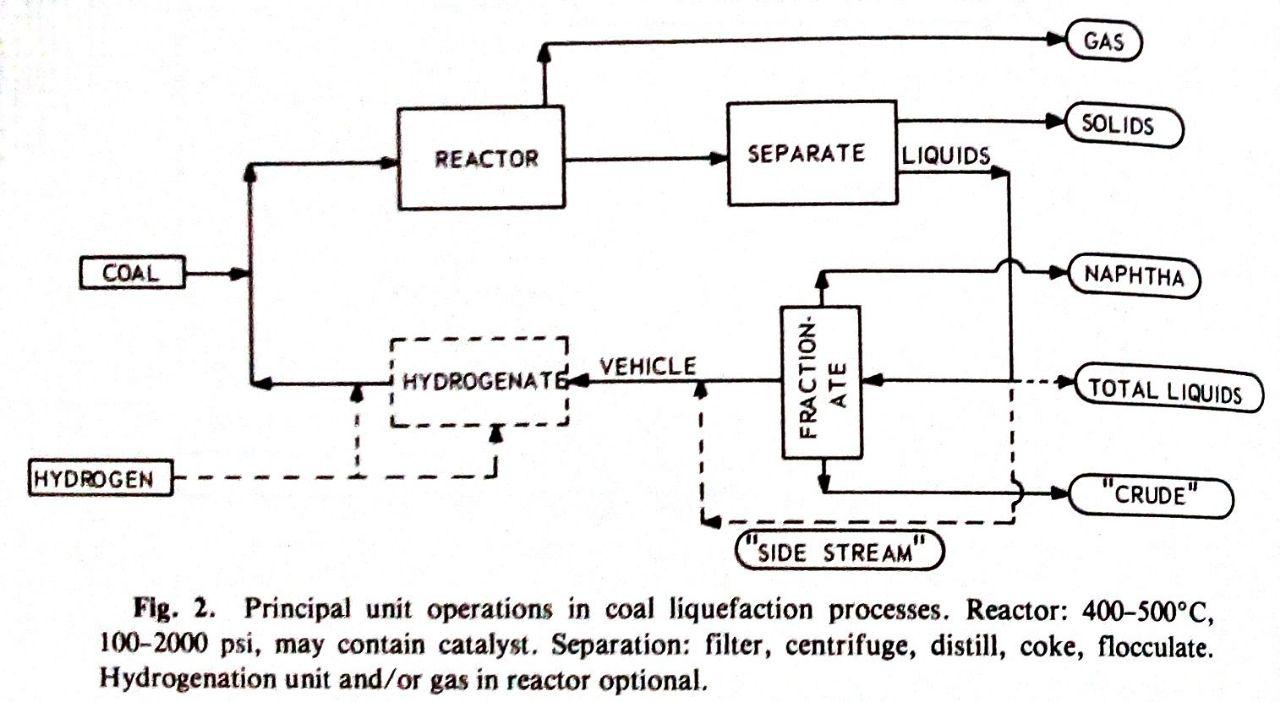 GAS
REACTOR
SEPARATE
SOLIDS
LIQUIDS
COAL
NAPHTHA
FRACTION-
ATE
HYDROGENATE
VEHICLE
TOTAL LIQUIDS
HYDROGEN
"CRUDE"
"SIDE STREAM"
Fig. 2. Principal unit operations in coal liquefaction processes. Reactor: 400–500°C,
100–2000 psi, may contain catalyst. Separation: filter, centrifuge, distill, coke, flocculate.
Hydrogenation unit and/or gas in reactor optional.